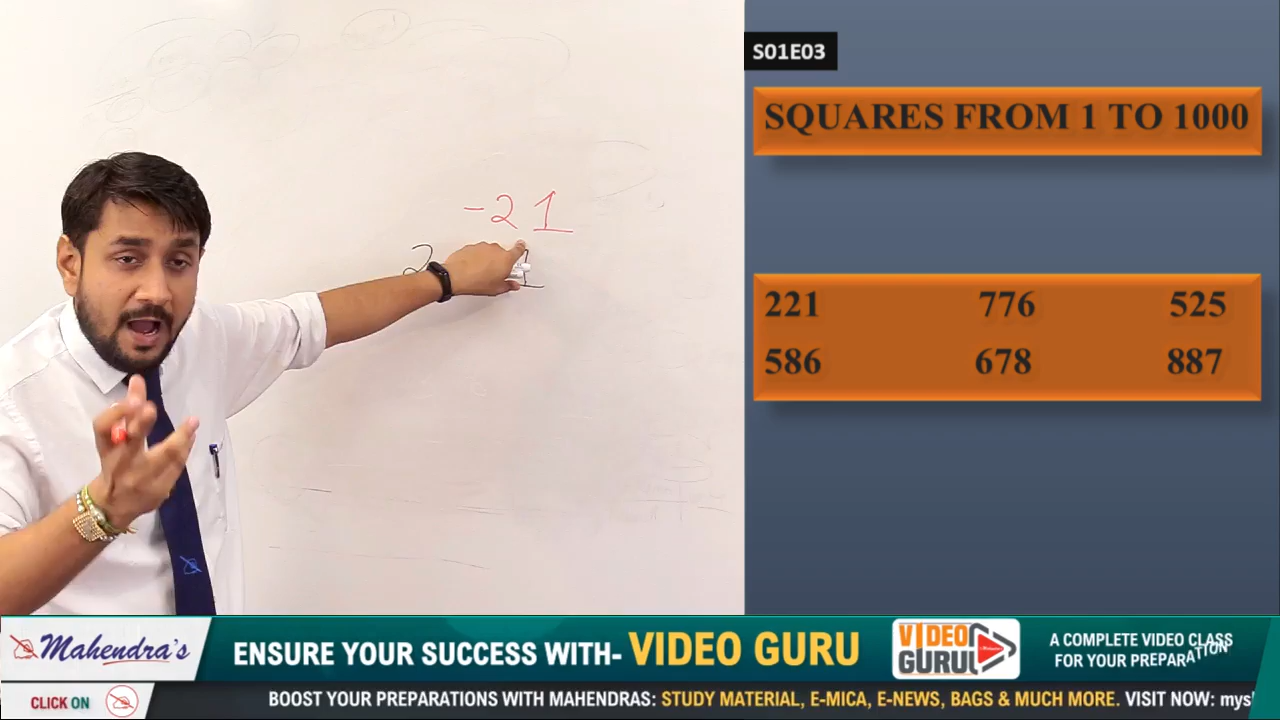 S01E03
SQUARES FROM 1 TO 1000
-21
2
221 776 525
586 678 887
Mahendra's
ENSURE YOUR SUCCESS WITH- VIDEO GURU
VIDEO
GURU
A COMPLETE VIDEO CLASS
FOR YOUR PREPARATION
CLICK ON
BOOST YOUR PREPARATIONS WITH MAHENDRAS: STUDY MATERIAL, E-MICA, E-NEWS, BAGS & MUCH MORE. VISIT NOW: mys